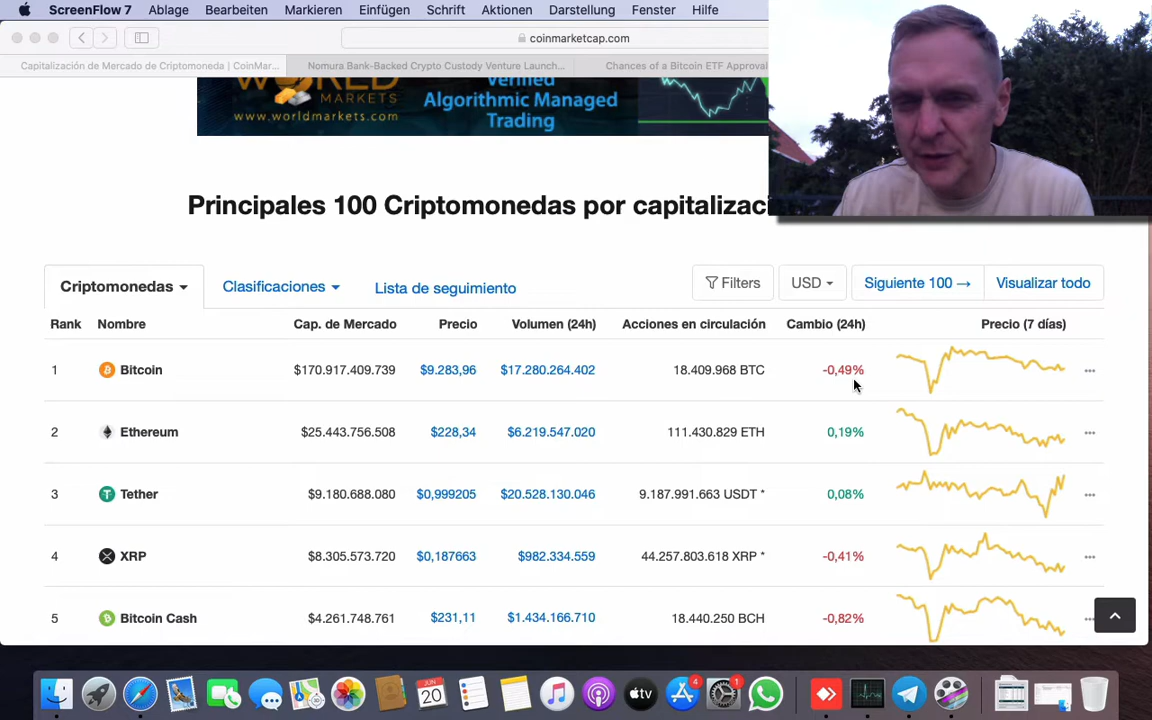 ScreenFlow 7 Ablage Bearbeiten Markieren Einfügen Schrift Aktionen Darstellung Fenster Hilfe
coinmarketcap.com
Capitalización de Mercado de Criptomoneda | CoinMar... Nomura Bank-Backed Crypto Custody Venture Launch... Chances of a Bitcoin ETF Approval
WORLD MARKETS
www.worldmarkets.com
Verified
Algorithmic Managed
Trading
Principales 100 Criptomonedas por capitalizaci
Criptomonedas Clasificaciones Lista de seguimiento Filters USD Siguiente 100 → Visualizar todo
Rank Nombre Cap. de Mercado Precio Volumen (24h) Acciones en circulación Cambio (24h) Precio (7 días)
1 Bitcoin $170.917.409.739 $9.283,96 $17.280.264.402 18.409.968 BTC -0,49%
2 Ethereum $25.443.756.508 $228,34 $6.219.547.020 111.430.829 ETH 0,19%
3 Tether $9.180.688.080 $0,999205 $20.528.130.046 9.187.991.663 USDT * 0,08%
4 XRP $8.305.573.720 $0,187663 $982.334.559 44.257.803.618 XRP * -0,41%
5 Bitcoin Cash $4.261.748.761 $231,11 $1.434.166.710 18.440.250 BCH -0,82%
JUN
20
tv
4
1